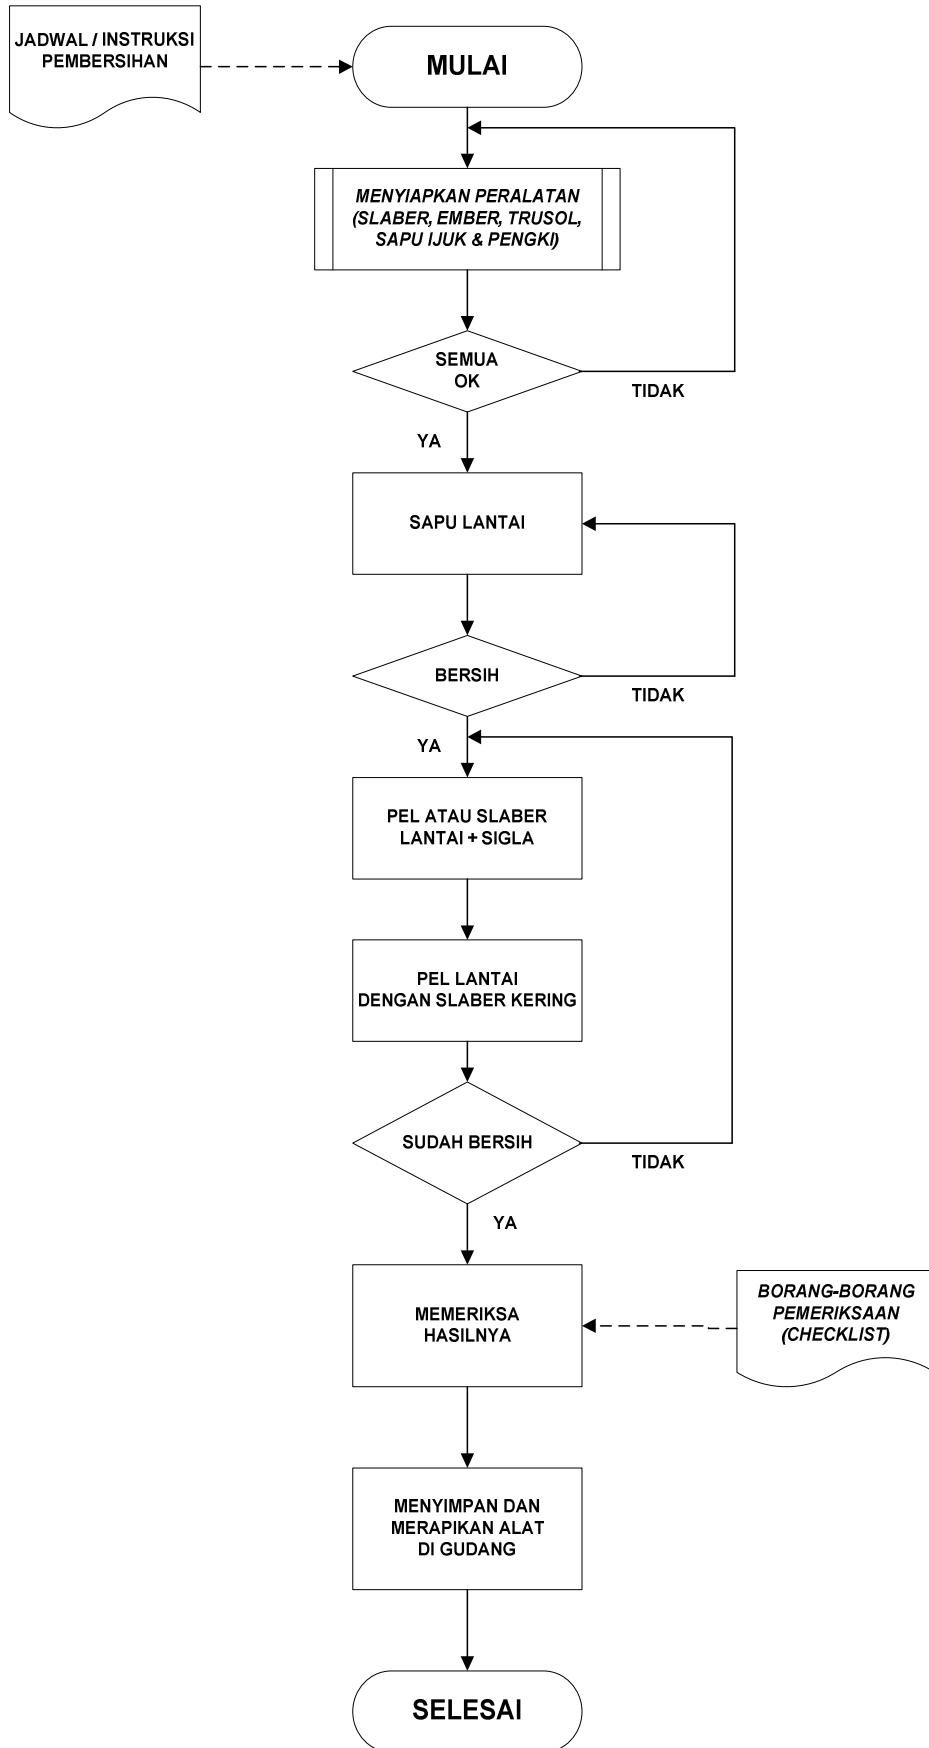 JADWAL / INSTRUKSI
PEMBERSIHAN
MULAI
MENYIAPKAN PERALATAN
(SLABER, EMBER, TRUSOL,
SAPU IJUK & PENGKI)
SEMUA
OK
TIDAK
YA
SAPU LANTAI
BERSIH
TIDAK
YA
PEL ATAU SLABER
LANTAI + SIGLA
PEL LANTAI
DENGAN SLABER KERING
SUDAH BERSIH
TIDAK
YA
MEMERIKSA
HASILNYA
BORANG-BORANG
PEMERIKSAAN
(CHECKLIST)
MENYIMPAN DAN
MERAPIKAN ALAT
DI GUDANG
SELESAI